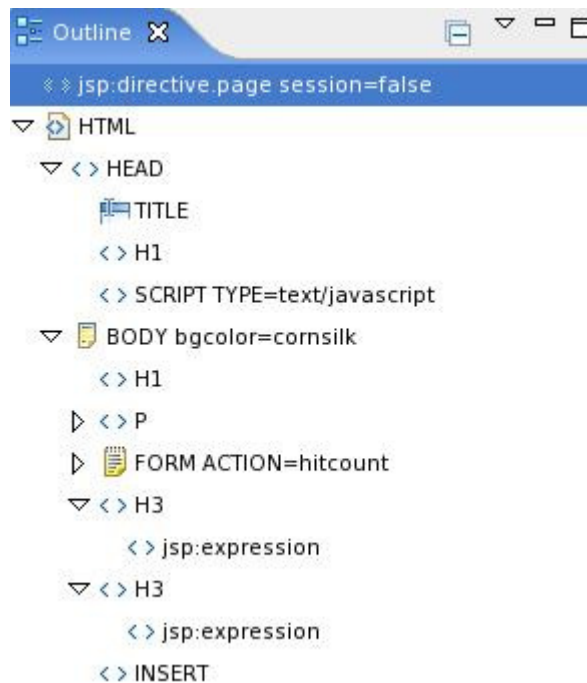 Outline
jsp:directive.page session=false
HTML
HEAD
TITLE
H1
SCRIPT TYPE=text/javascript
BODY bgcolor=cornsilk
H1
P
FORM ACTION=hitcount
H3
jsp:expression
H3
jsp:expression
INSERT